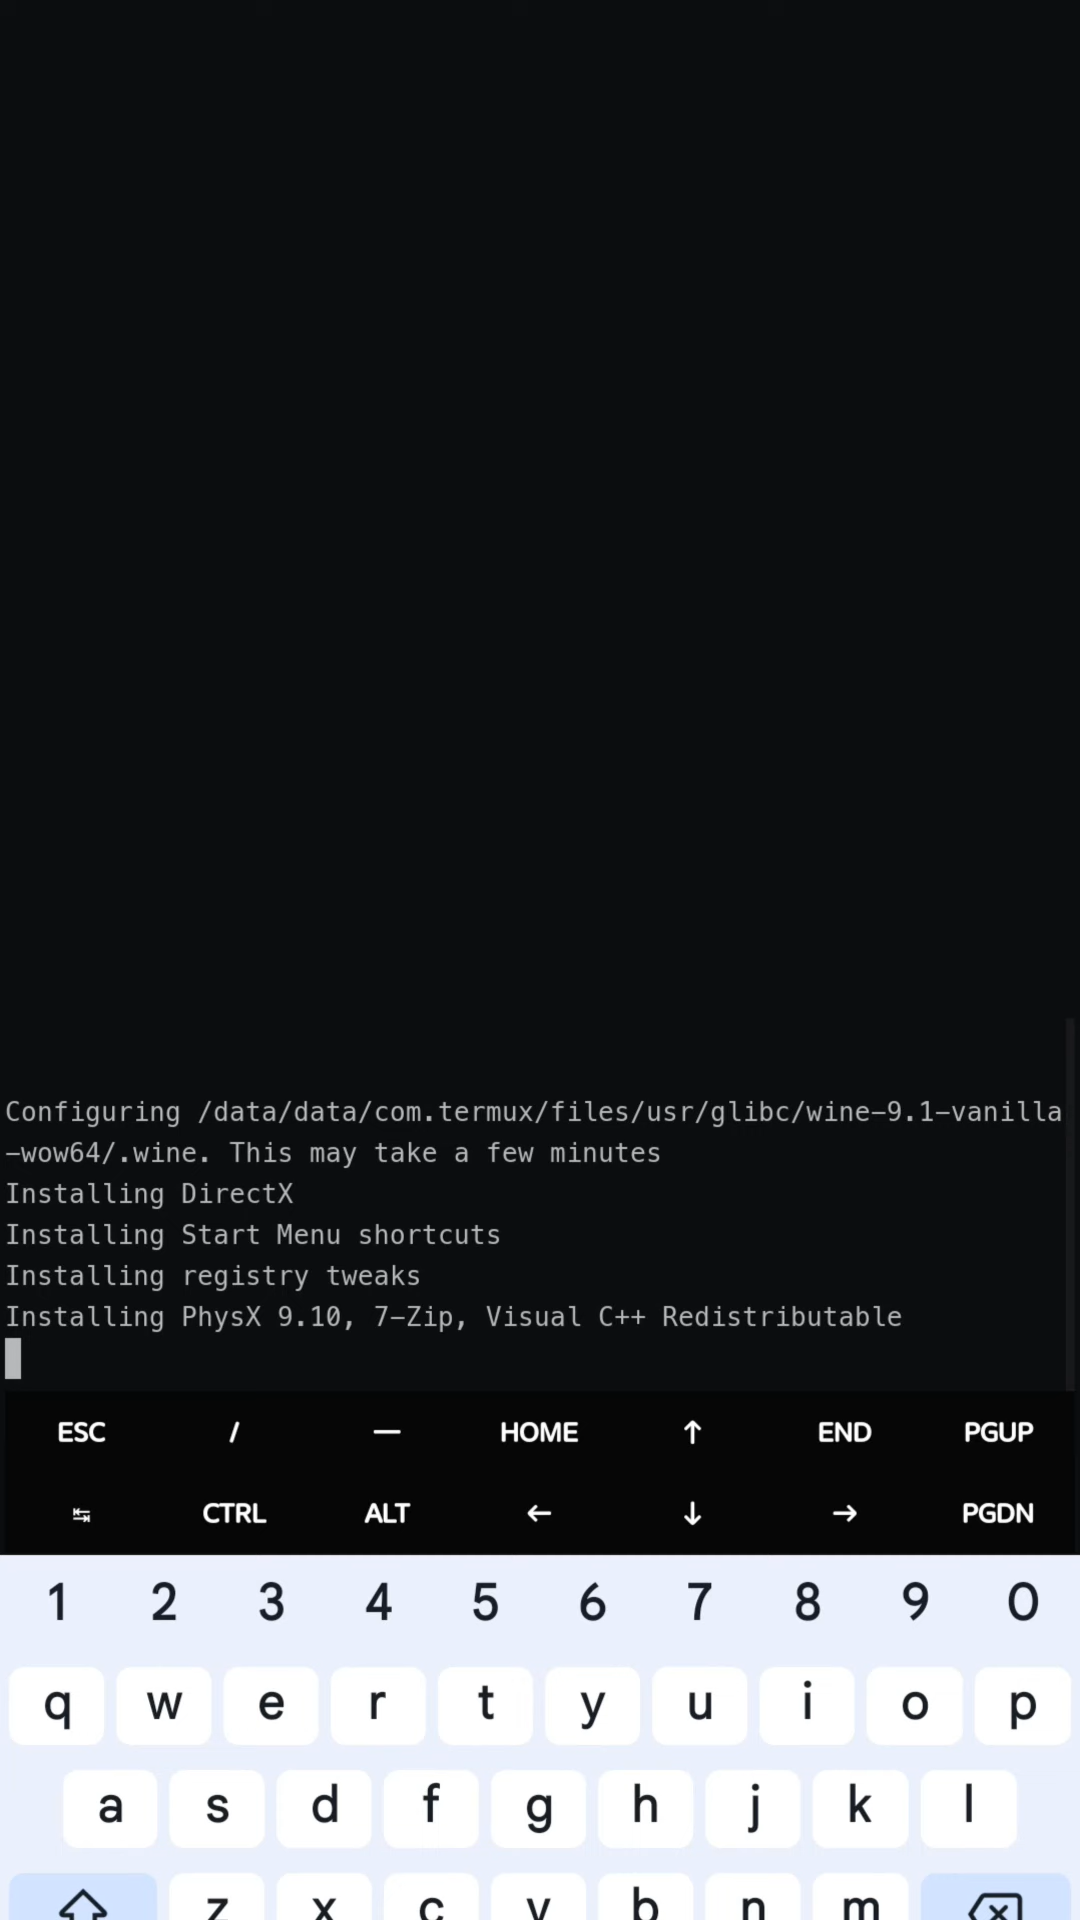 Configuring /data/data/com.termux/files/usr/glibc/wine-9.1-vanilla
-wow64/.wine. This may take a few minutes
Installing DirectX
Installing Start Menu shortcuts
Installing registry tweaks
Installing PhysX 9.10, 7-Zip, Visual C++ Redistributable
ESC / — HOME ↑ END PGUP
↹ CTRL ALT ← ↓ → PGDN
1 2 3 4 5 6 7 8 9 0
q w e r t y u i o p
a s d f g h j k l
z x c v b n m